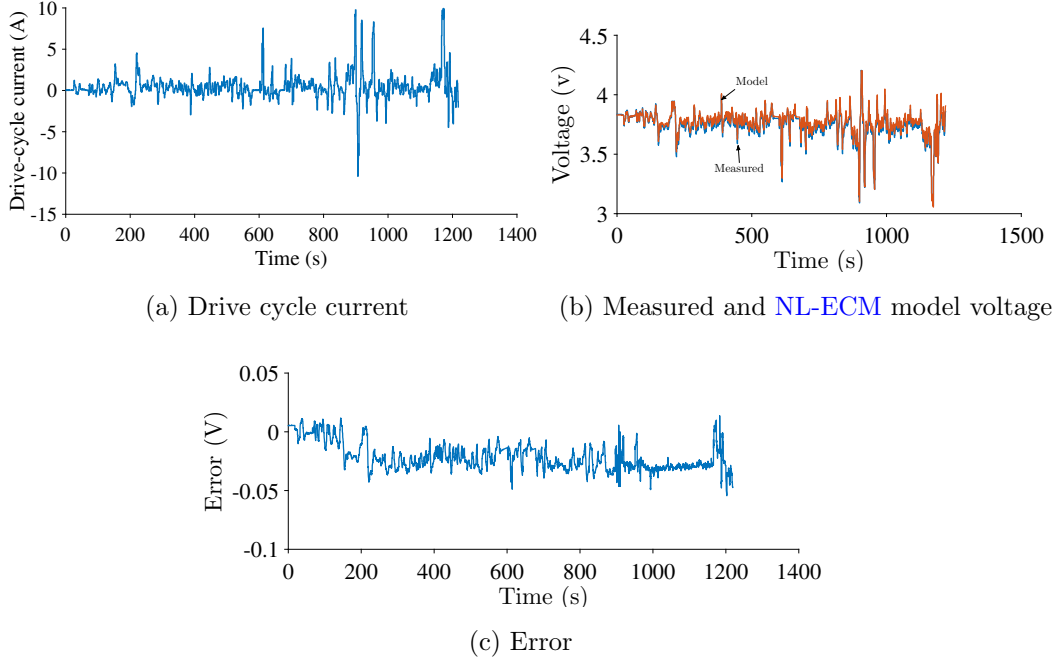 Drive-cycle current (A)
10
5
0
-5
-10
-15
0 200 400 600 800 1000 1200 1400
Time (s)
(a) Drive cycle current
Voltage (v)
4.5
4
3.5
3
Model
Measured
0 500 1000 1500
Time (s)
(b) Measured and NL-ECM model voltage
Error (V)
0.05
0
-0.05
-0.1
0 200 400 600 800 1000 1200 1400
Time (s)
(c) Error